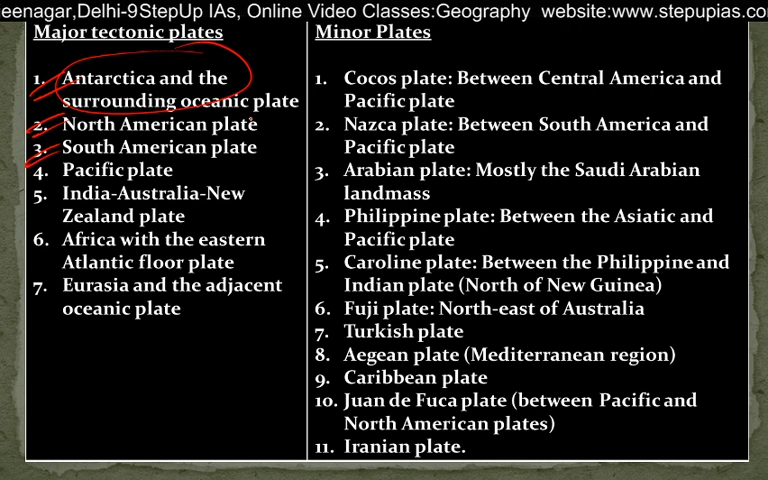 eenagar,Delhi-9StepUp IAs, Online Video Classes:Geography website:www.stepupias.co
Major tectonic plates
1. Antarctica and the
surrounding oceanic plate
2. North American plate
3. South American plate
4. Pacific plate
5. India-Australia-New
Zealand plate
6. Africa with the eastern
Atlantic floor plate
7. Eurasia and the adjacent
oceanic plate
Minor Plates
1. Cocos plate: Between Central America and
Pacific plate
2. Nazca plate: Between South America and
Pacific plate
3. Arabian plate: Mostly the Saudi Arabian
landmass
4. Philippine plate: Between the Asiatic and
Pacific plate
5. Caroline plate: Between the Philippine and
Indian plate (North of New Guinea)
6. Fuji plate: North-east of Australia
7. Turkish plate
8. Aegean plate (Mediterranean region)
9. Caribbean plate
10. Juan de Fuca plate (between Pacific and
North American plates)
11. Iranian plate.